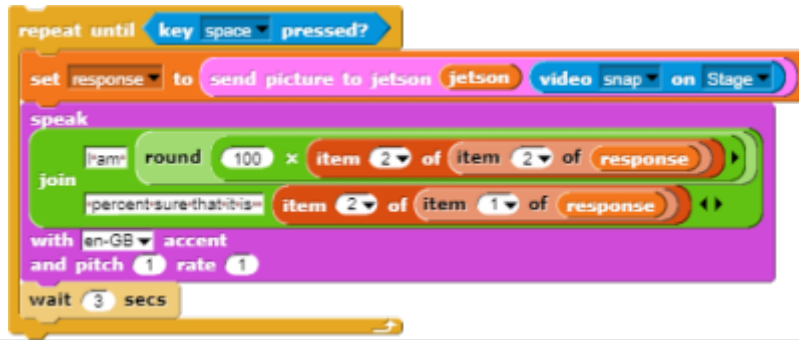 repeat until key space pressed?
set response to send picture to jetson jetson video snap on Stage
speak
I am round 100 × item 2 of item 2 of response
join
percent sure that it is item 2 of item 1 of response
with en-GB accent
and pitch 1 rate 1
wait 3 secs